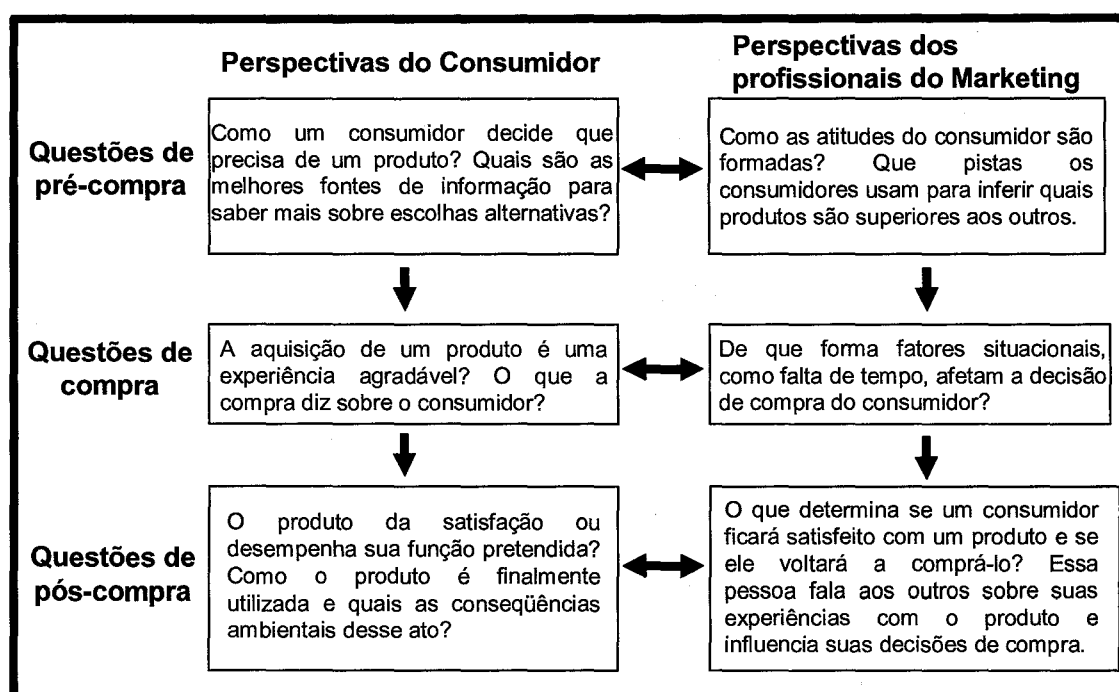 Perspectivas do Consumidor
Perspectivas dos
profissionais do Marketing
Questões de
pré-compra
Como um consumidor decide que
precisa de um produto? Quais são as
melhores fontes de informação para
saber mais sobre escolhas alternativas?
Como as atitudes do consumidor são
formadas? Que pistas os
consumidores usam para inferir quais
produtos são superiores aos outros.
Questões de
compra
A aquisição de um produto é uma
experiência agradável? O que a
compra diz sobre o consumidor?
De que forma fatores situacionais,
como falta de tempo, afetam a decisão
de compra do consumidor?
Questões de
pós-compra
O produto da satisfação ou
desempenha sua função pretendida?
Como o produto é finalmente
utilizada e quais as conseqüências
ambientais desse ato?
O que determina se um consumidor
ficará satisfeito com um produto e se
ele voltará a comprá-lo? Essa
pessoa fala aos outros sobre suas
experiências com o produto e
influencia suas decisões de compra.